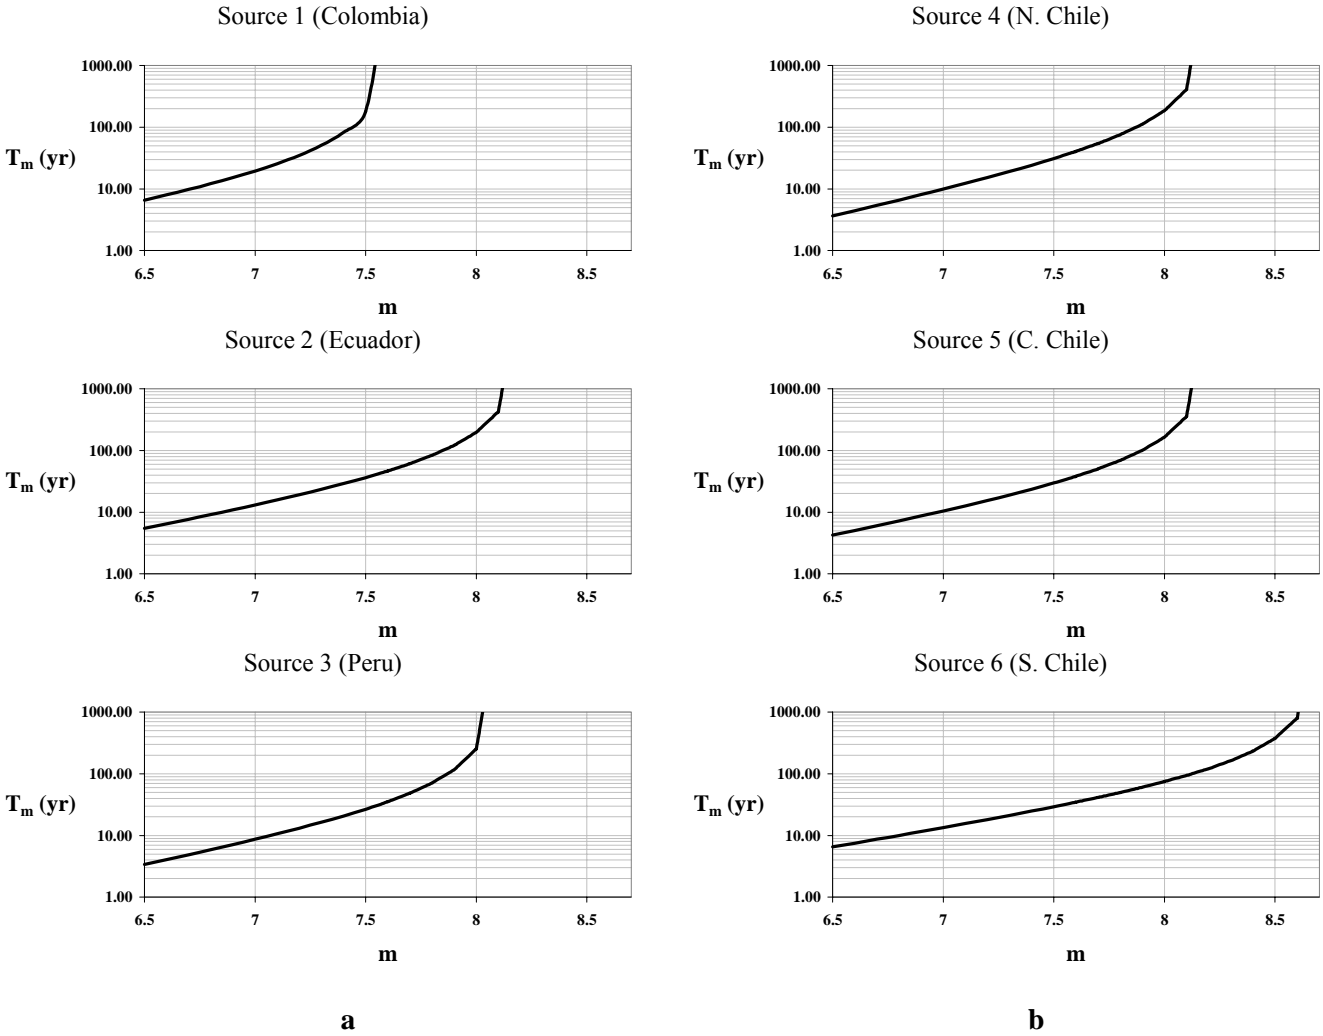 Source 1 (Colombia)
1000.00
100.00
T_m (yr)
10.00
1.00
6.5 7 7.5 8 8.5
m
Source 2 (Ecuador)
1000.00
100.00
T_m (yr)
10.00
1.00
6.5 7 7.5 8 8.5
m
Source 3 (Peru)
1000.00
100.00
T_m (yr)
10.00
1.00
6.5 7 7.5 8 8.5
m
a
Source 4 (N. Chile)
1000.00
100.00
T_m (yr)
10.00
1.00
6.5 7 7.5 8 8.5
m
Source 5 (C. Chile)
1000.00
100.00
T_m (yr)
10.00
1.00
6.5 7 7.5 8 8.5
m
Source 6 (S. Chile)
1000.00
100.00
T_m (yr)
10.00
1.00
6.5 7 7.5 8 8.5
m
b